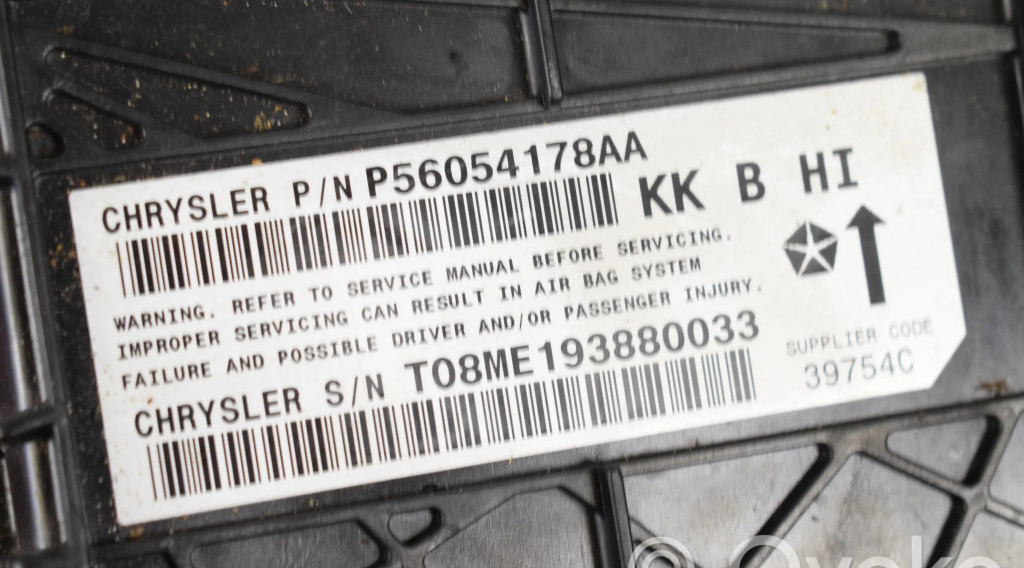 CHRYSLER P/N P56054178AA
KK B HI
WARNING. REFER TO SERVICE MANUAL BEFORE SERVICING.
IMPROPER SERVICING CAN RESULT IN AIR BAG SYSTEM
FAILURE AND POSSIBLE DRIVER AND/OR PASSENGER INJURY.
CHRYSLER S/N T08ME193880033
SUPPLIER CODE
39754C
© Ovoko